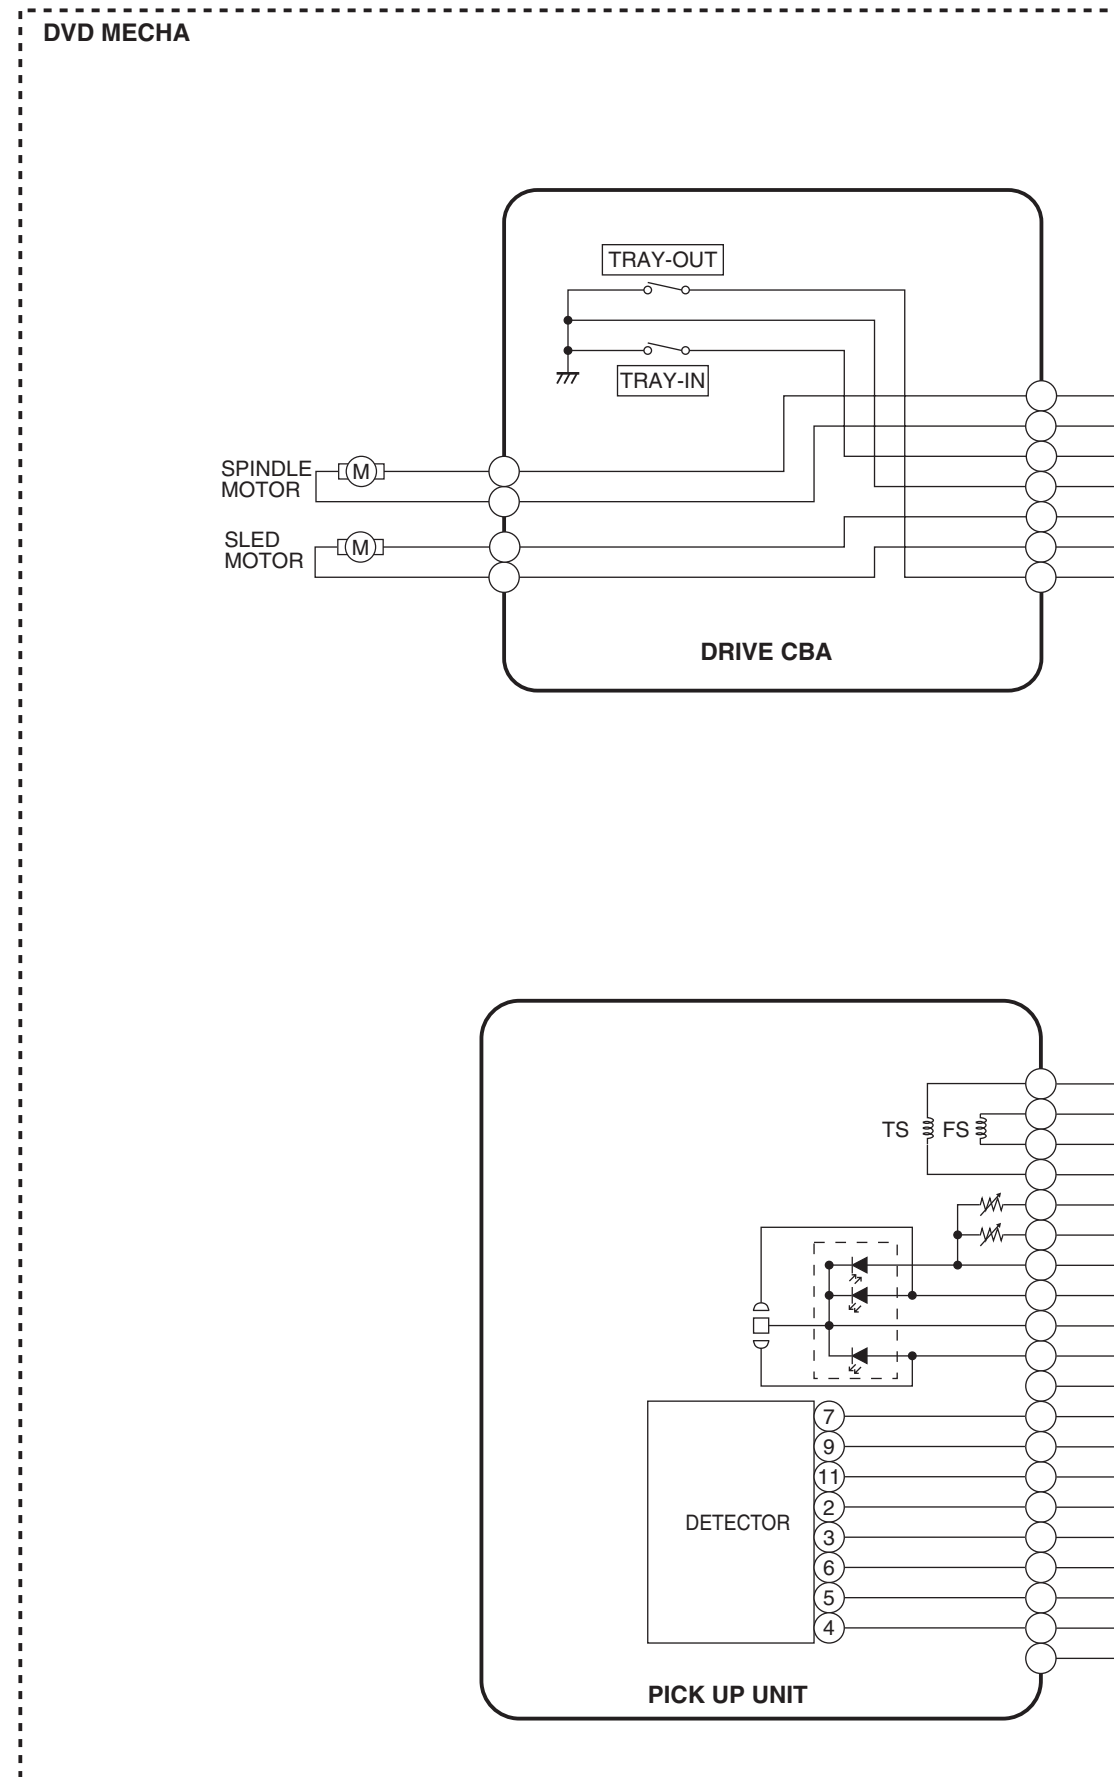 DVD MECHA
TRAY-OUT
TRAY-IN
SPINDLE
MOTOR
M
SLED
MOTOR
M
DRIVE CBA
TS
FS
7
9
11
2
DETECTOR
3
6
5
4
PICK UP UNIT